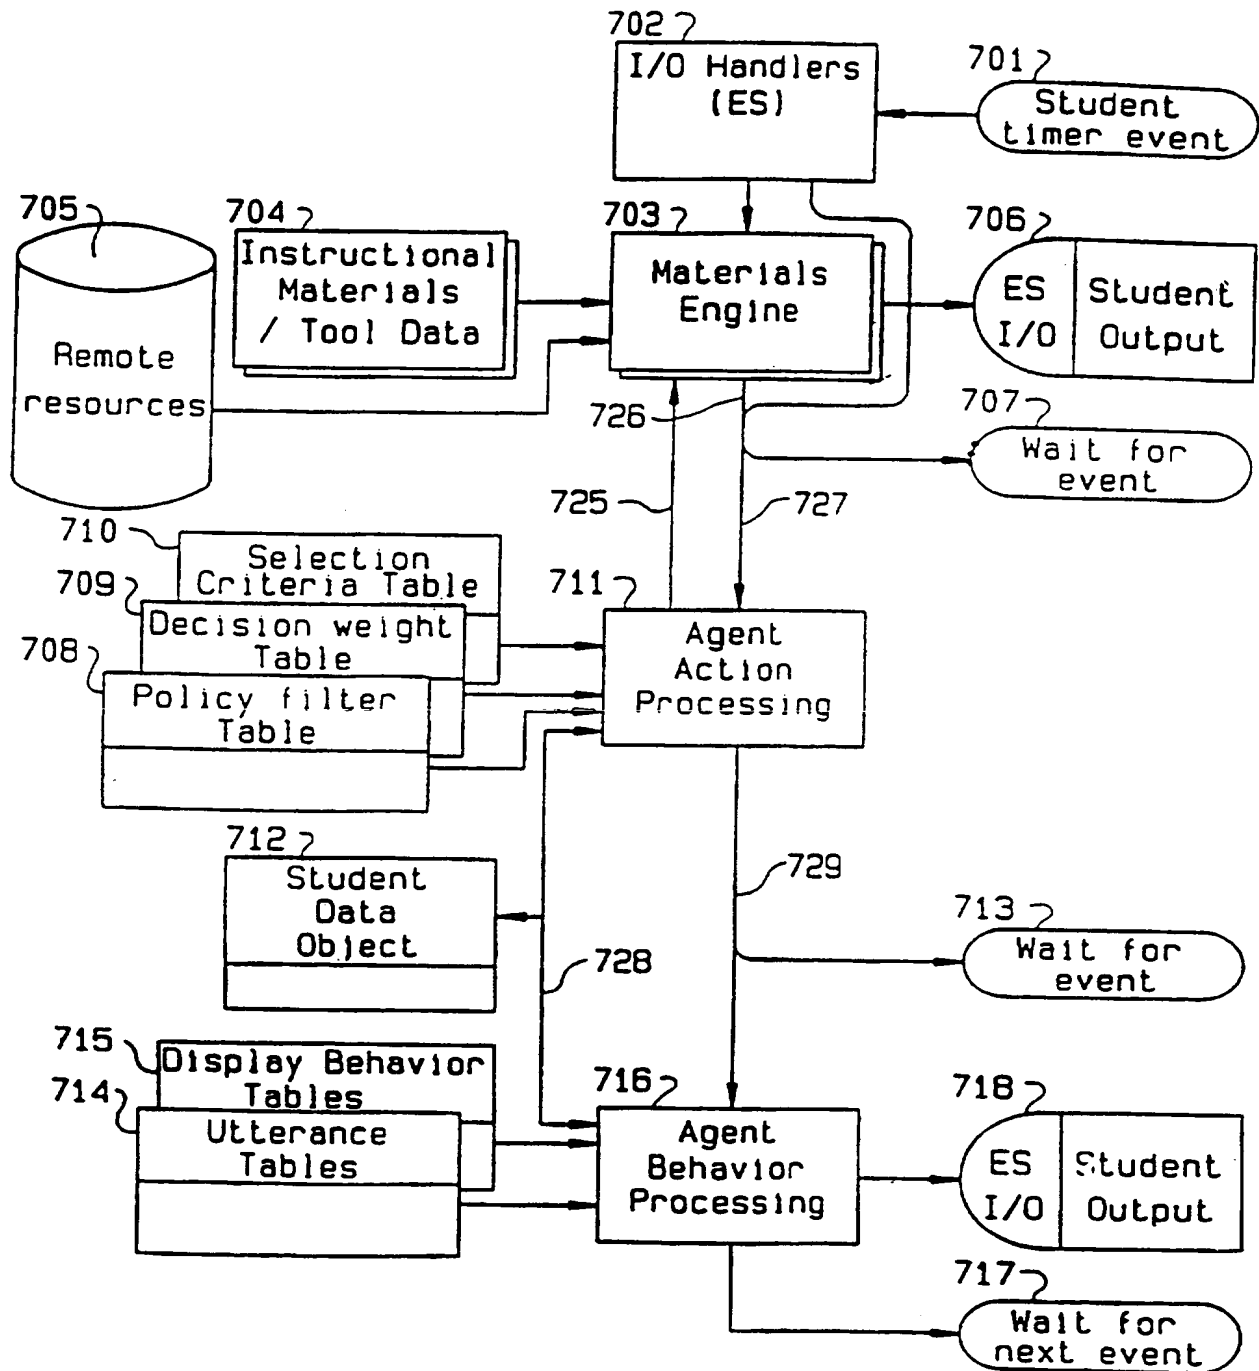 702
I/O Handlers
(ES)
701
Student
timer event
705
Remote
resources
704
Instructional
Materials
/ Tool Data
703
Materials
Engine
706
ES
I/O
Student
Output
726
707
Wait for
event
725
727
710
Selection
Criteria Table
709
Decision weight
Table
708
Policy filter
Table
711
Agent
Action
Processing
712
Student
Data
Object
729
728
713
Wait for
event
715
Display Behavior
Tables
714
Utterance
Tables
716
Agent
Behavior
Processing
718
ES
I/O
Student
Output
717
Wait for
next event